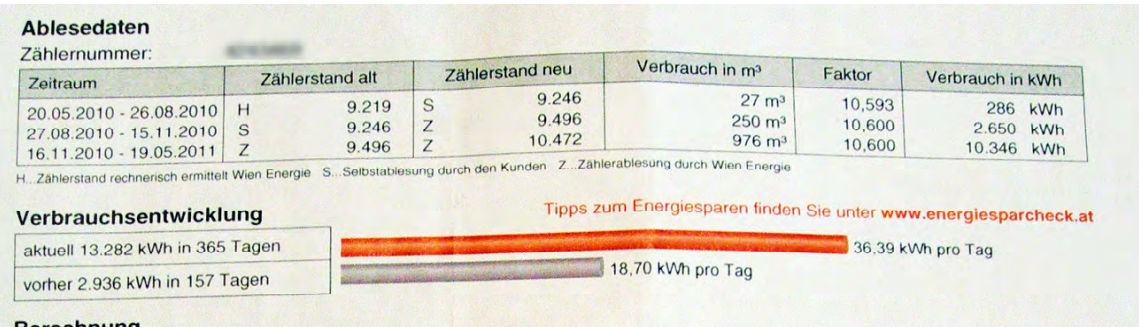 Ablesedaten
Zählernummer:
Zeitraum Zählerstand alt Zählerstand neu Verbrauch in m³ Faktor Verbrauch in kWh
20.05.2010 - 26.08.2010 H 9.219 S 9.246 27 m³ 10,593 286 kWh
27.08.2010 - 15.11.2010 S 9.246 Z 9.496 250 m³ 10,600 2.650 kWh
16.11.2010 - 19.05.2011 Z 9.496 Z 10.472 976 m³ 10,600 10.346 kWh
H...Zählerstand rechnerisch ermittelt Wien Energie S...Selbstablesung durch den Kunden Z...Zählerablesung durch Wien Energie
Verbrauchsentwicklung
Tipps zum Energiesparen finden Sie unter www.energiesparcheck.at
aktuell 13.282 kWh in 365 Tagen 36,39 kWh pro Tag
vorher 2.936 kWh in 157 Tagen 18,70 kWh pro Tag